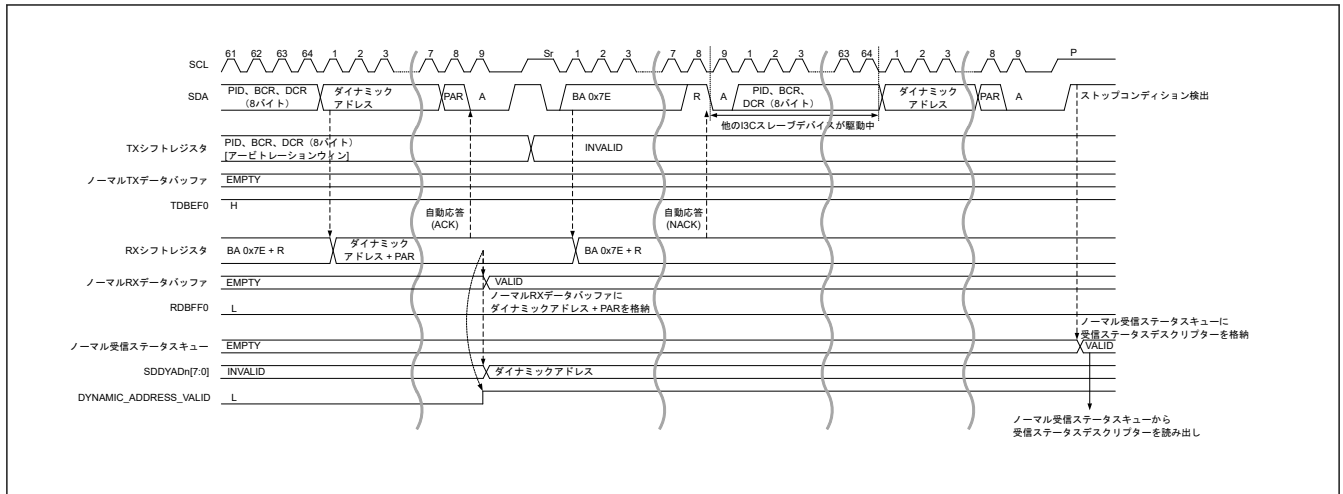 61 62 63 64 1 2 3 7 8 9 Sr 1 2 3 7 8 9 1 2 3 63 64 1 2 3 8 9 P
SCL
SDA
PID、BCR、DCR
(8バイト)
ダイナミック
アドレス
PAR
A
BA 0x7E
R
A
PID、BCR、
DCR(8バイト)
ダイナミック
アドレス
PAR
A
ストップコンディション検出
他のI3Cスレーブデバイスが駆動中
TXシフトレジスタ
PID、BCR、DCR(8バイト)
[アービトレーションウィン]
INVALID
ノーマルTXデータバッファ
EMPTY
TDBEF0
H
自動応答
(ACK)
自動応答
(NACK)
RXシフトレジスタ
BA 0x7E + R
ダイナミック
アドレス + PAR
BA 0x7E + R
ノーマルRXデータバッファ
EMPTY
VALID
ノーマルRXデータバッファに
ダイナミックアドレス + PARを格納
RDBFF0
L
ノーマル受信ステータスキューに
受信ステータスデスクリプターを格納
ノーマル受信ステータスキュー
EMPTY
VALID
SDDYADn[7:0]
INVALID
ダイナミックアドレス
DYNAMIC_ADDRESS_VALID
L
ノーマル受信ステータスキューから
受信ステータスデスクリプターを読み出し